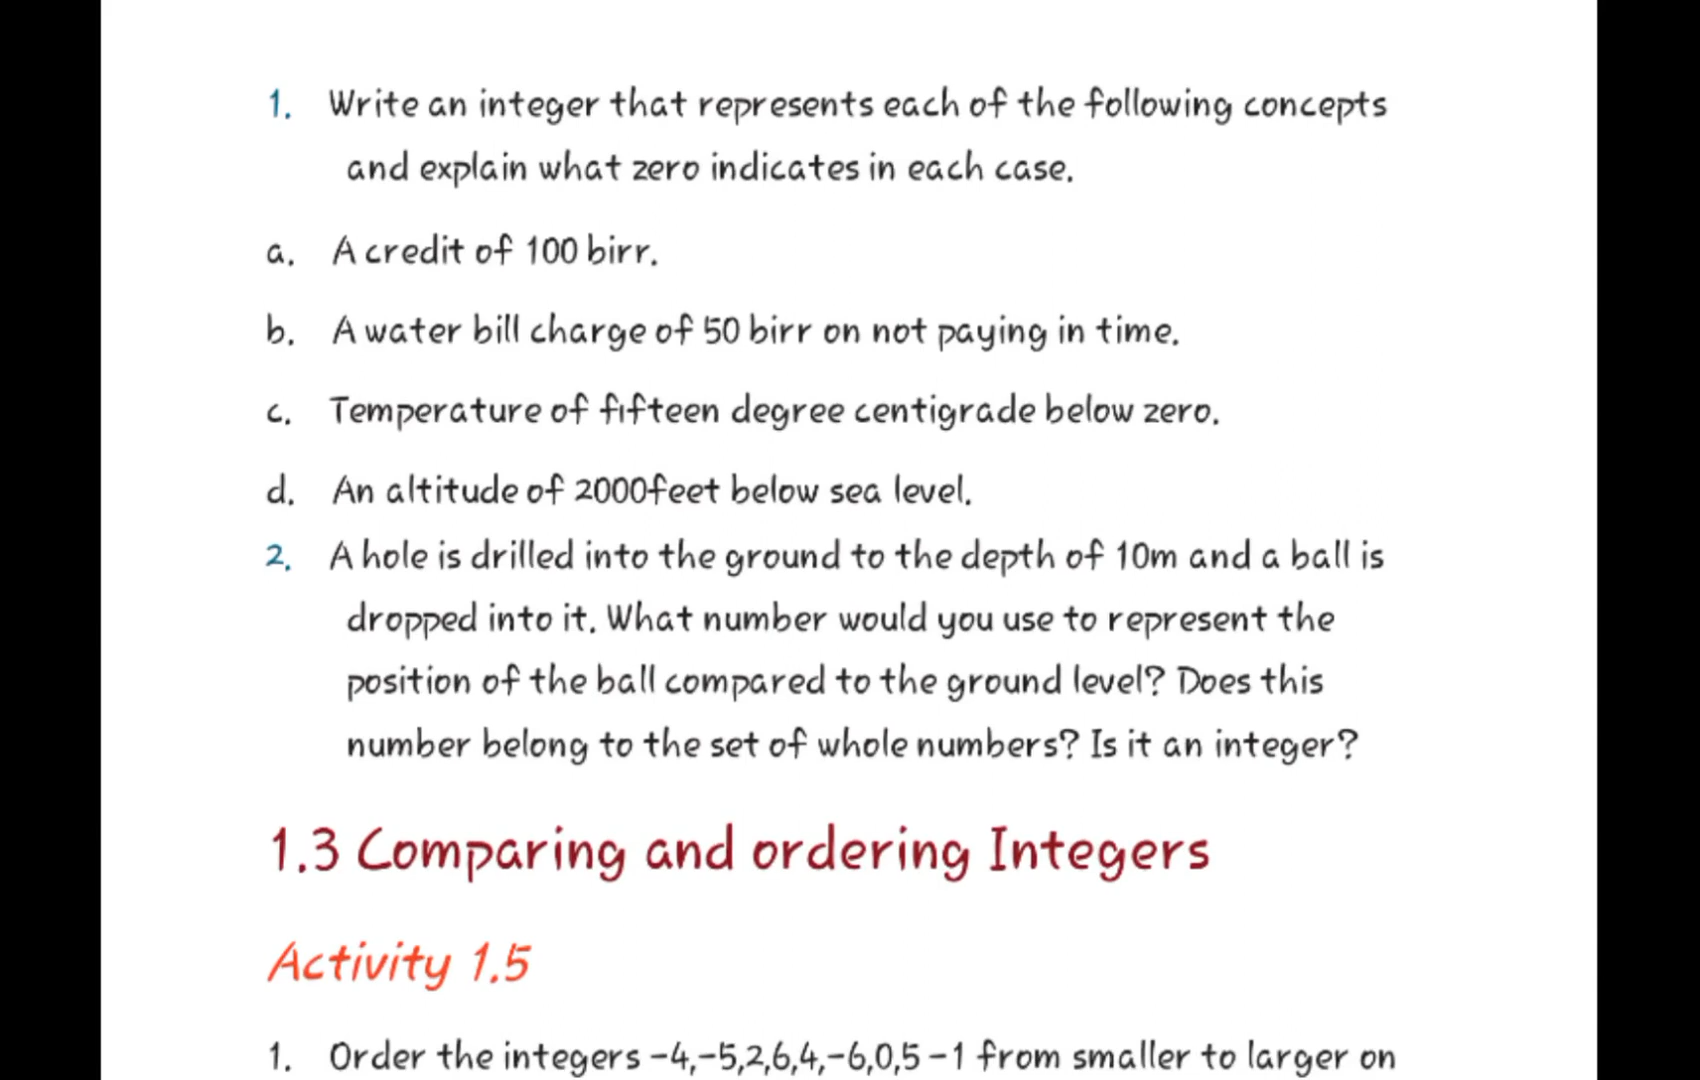 1. Write an integer that represents each of the following concepts
and explain what zero indicates in each case.
a. A credit of 100 birr.
b. A water bill charge of 50 birr on not paying in time.
c. Temperature of fifteen degree centigrade below zero.
d. An altitude of 2000feet below sea level.
2. A hole is drilled into the ground to the depth of 10m and a ball is
dropped into it. What number would you use to represent the
position of the ball compared to the ground level? Does this
number belong to the set of whole numbers? Is it an integer?
1.3 Comparing and ordering Integers
Activity 1.5
1. Order the integers −4,−5,2,6,4,−6,0,5 −1 from smaller to larger on